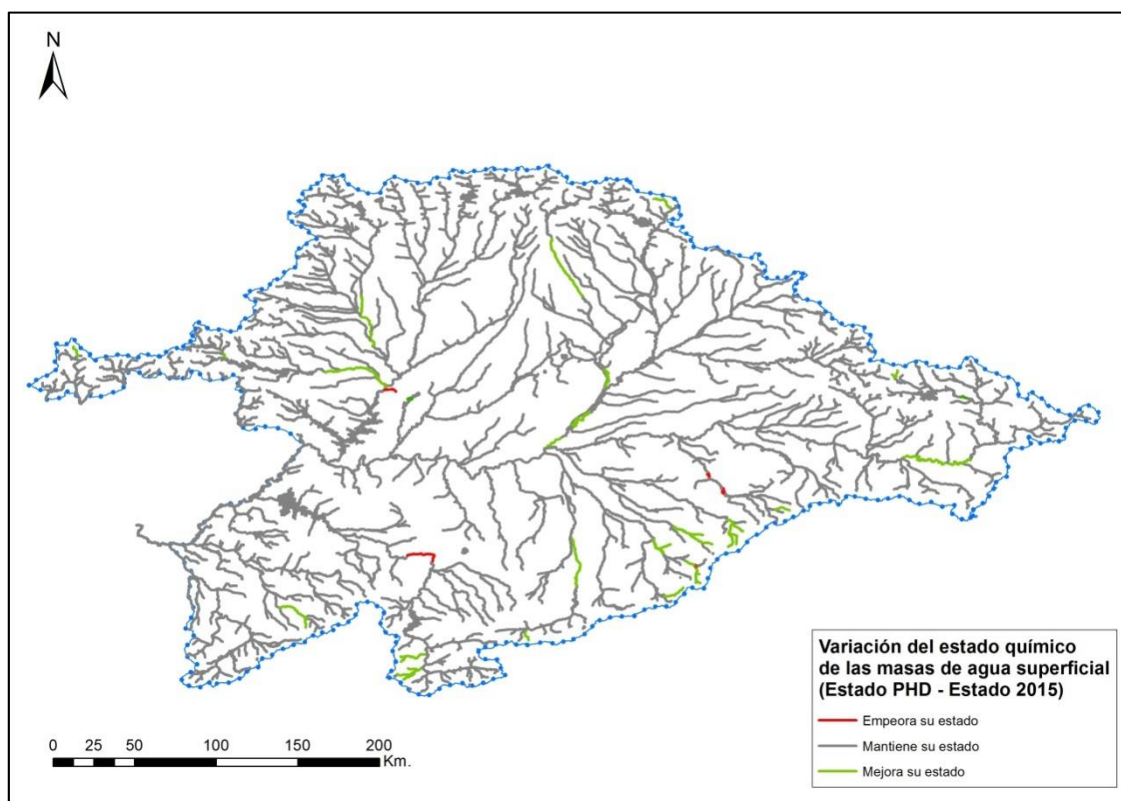 N
Variación del estado químico
de las masas de agua superficial
(Estado PHD - Estado 2015)
Empeora su estado
Mantiene su estado
Mejora su estado
0 25 50 100 150 200
Km.